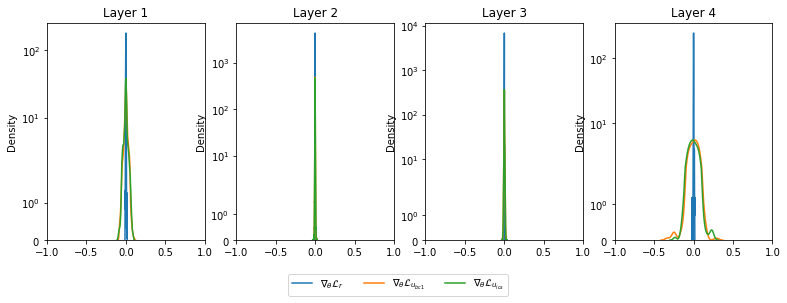 Layer 1 Layer 2 Layer 3 Layer 4
Density Density Density Density
10² 10¹ 10⁰ 0
10³ 10² 10¹ 10⁰ 0
10⁴ 10³ 10² 10¹ 10⁰ 0
10² 10¹ 10⁰ 0
−1.0 −0.5 0.0 0.5 1.0 −1.0 −0.5 0.0 0.5 1.0 −1.0 −0.5 0.0 0.5 1.0 −1.0 −0.5 0.0 0.5 1.0
∇θℒr ∇θℒu_bc1